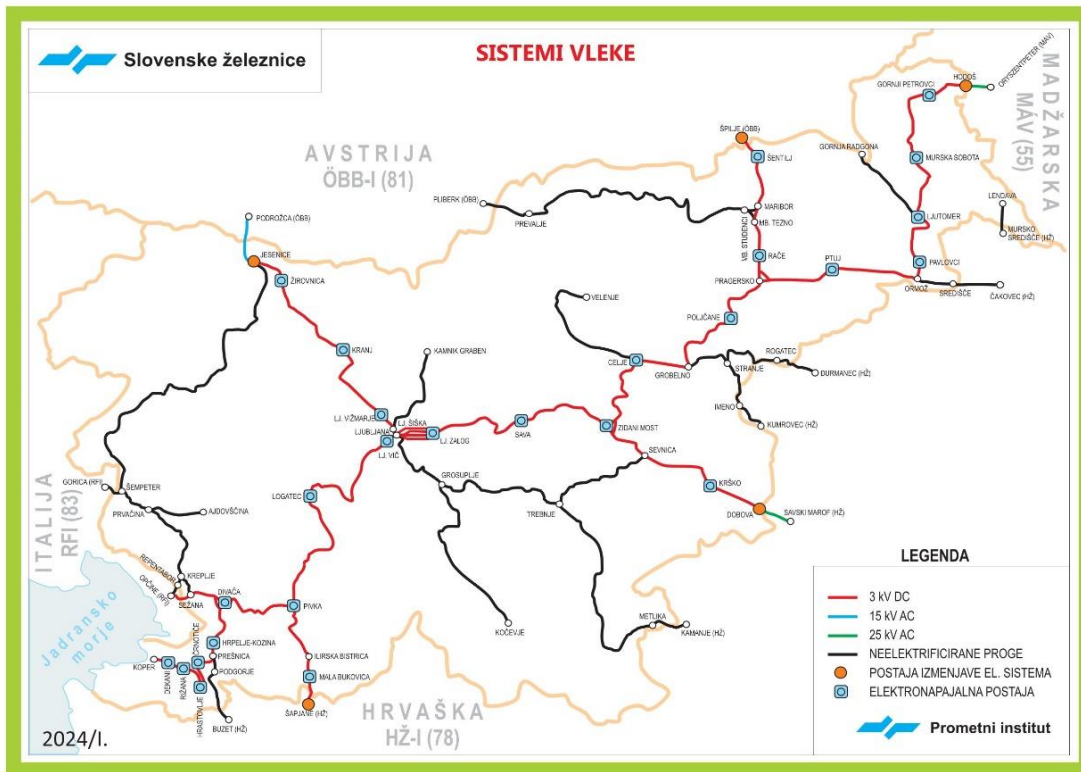 Slovenske železnice
SISTEMI VLEKE
AVSTRIJA
ÖBB-I (81)
MADŽARSKA
MÁV (55)
ITALIJA
RFI (83)
HRVAŠKA
HŽ-I (78)
Jadransko
morje
ORYSZENTPETER (MAV)
HODOŠ
GORNJI PETROVCI
ŠPILJE (ÖBB)
ŠENTILJ
GORNJA RADGONA
MURSKA SOBOTA
LENDAVA
MURSKO
SREDIŠČE (HŽ)
LJUTOMER
PLIBERK (ÖBB)
PREVALJE
MARIBOR
MB. TEZNO
MB. STUDENCI
PODROŽCA (ÖBB)
JESENICE
ŽIROVNICA
RAČE
PTUJ
PAVLOVCI
PRAGERSKO
ORMOŽ
SREDIŠČE
ČAKOVEC (HŽ)
VELENJE
POLJČANE
KRANJ
KAMNIK GRABEN
CELJE
GROBELNO
STRANJE
ROGATEC
ĐURMANEC (HŽ)
IMENO
KUMROVEC (HŽ)
LJ. VIŽMARJE
LJ. ŠIŠKA
LJUBLJANA
LJ. VIČ
LJ. ZALOG
SAVA
ZIDANI MOST
SEVNICA
GROSUPLJE
KRŠKO
LOGATEC
TREBNJE
DOBOVA
SAVSKI MAROF (HŽ)
GORICA (RFI)
ŠEMPETER
PRVAČINA
AJDOVŠČINA
REPENTABOR
OPČINE (RFI)
KREPLJE
SEŽANA
DIVAČA
PIVKA
KOČEVJE
METLIKA
KAMANJE (HŽ)
HRPELJE-KOZINA
ČRNOTIČE
PREŠNICA
KOPER
DEKANI
RIŽANA
HRASTOVLJE
PODGORJE
BUZET (HŽ)
ILIRSKA BISTRICA
MALA BUKOVICA
ŠAPJANE (HŽ)
LEGENDA
3 kV DC
15 kV AC
25 kV AC
NEELEKTRIFICIRANE PROGE
POSTAJA IZMENJAVE EL. SISTEMA
ELEKTRONAPAJALNA POSTAJA
Prometni institut
2024/I.